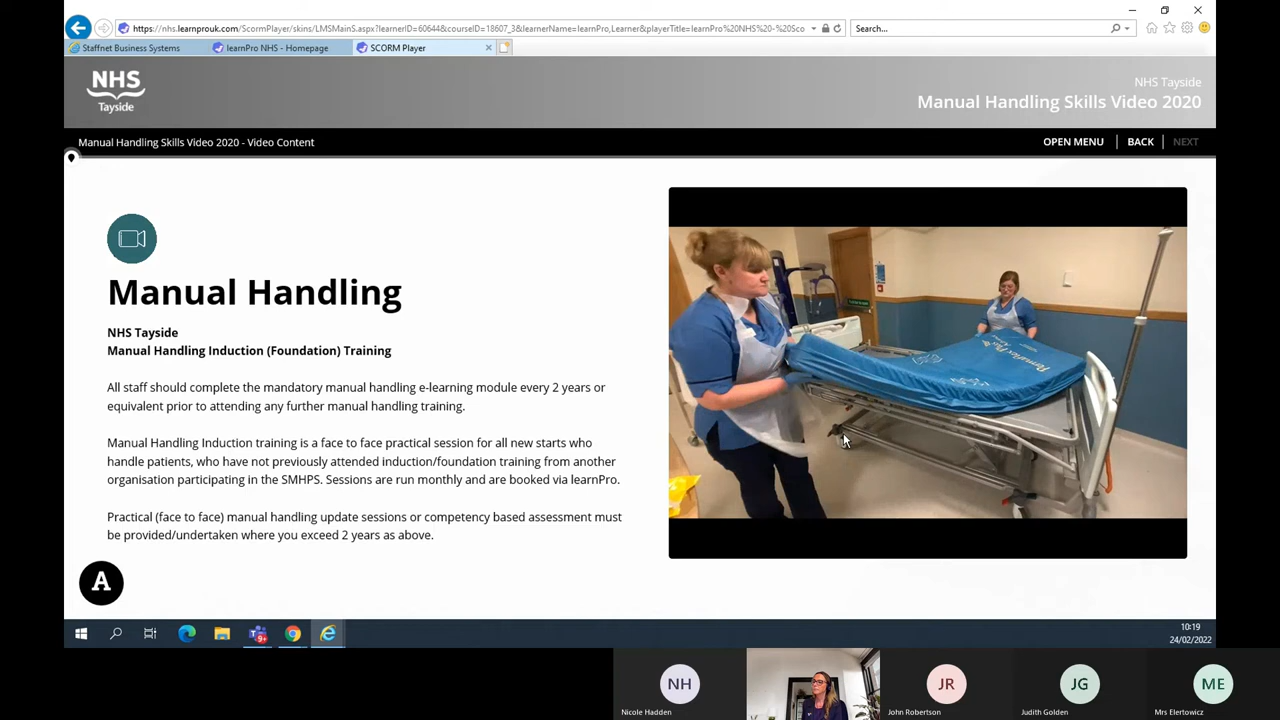 https://nhs.learnprouk.com/ScormPlayer/skins/LMSMainS.aspx?learnerID=60644&courseID=18607_3&learnerName=learnPro,Learner&playerTitle=learnPro%20NHS%20-%20Sco
Search...
Staffnet Business Systems
learnPro NHS - Homepage
SCORM Player
NHS
Tayside
NHS Tayside
Manual Handling Skills Video 2020
Manual Handling Skills Video 2020 - Video Content
OPEN MENU
BACK
NEXT
Manual Handling
NHS Tayside
Manual Handling Induction (Foundation) Training
All staff should complete the mandatory manual handling e-learning module every 2 years or
equivalent prior to attending any further manual handling training.
Manual Handling Induction training is a face to face practical session for all new starts who
handle patients, who have not previously attended induction/foundation training from another
organisation participating in the SMHPS. Sessions are run monthly and are booked via learnPro.
Practical (face to face) manual handling update sessions or competency based assessment must
be provided/undertaken where you exceed 2 years as above.
A
9+
10:19
24/02/2022
NH
JR
JG
ME
Nicole Hadden
John Robertson
Judith Golden
Mrs Elertowicz